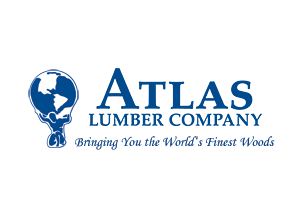 ATLAS
LUMBER COMPANY
Bringing You the World's Finest Woods